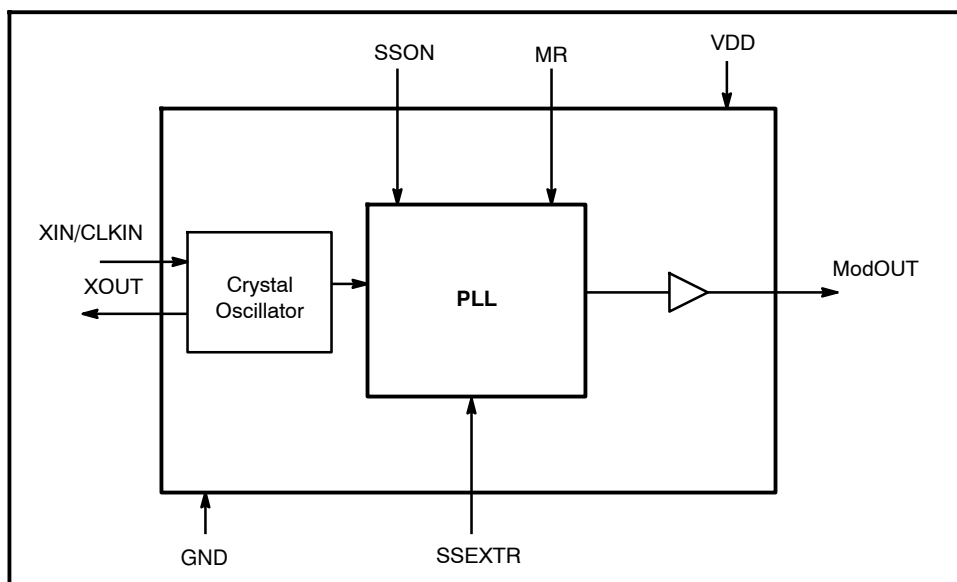 SSON
MR
VDD
XIN/CLKIN
XOUT
Crystal
Oscillator
PLL
ModOUT
GND
SSEXTR